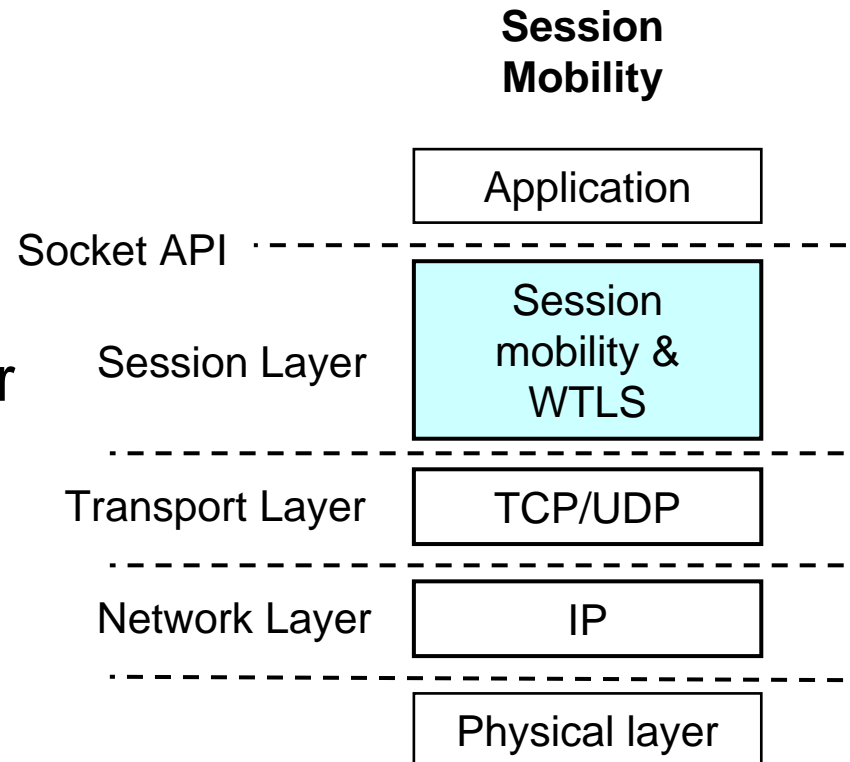 Session
Mobility
Application
Socket API
Session
mobility &
WTLS
r
Session Layer
Transport Layer
TCP/UDP
Network Layer
IP
Physical layer